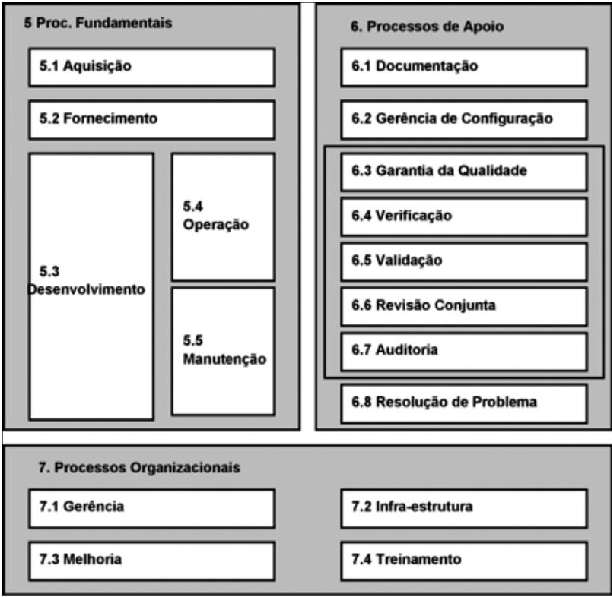 5 Proc. Fundamentais
5.1 Aquisição
5.2 Fornecimento
5.3
Desenvolvimento
5.4
Operação
5.5
Manutenção
6. Processos de Apoio
6.1 Documentação
6.2 Gerência de Configuração
6.3 Garantia da Qualidade
6.4 Verificação
6.5 Validação
6.6 Revisão Conjunta
6.7 Auditoria
6.8 Resolução de Problema
7. Processos Organizacionais
7.1 Gerência
7.2 Infra-estrutura
7.3 Melhoria
7.4 Treinamento